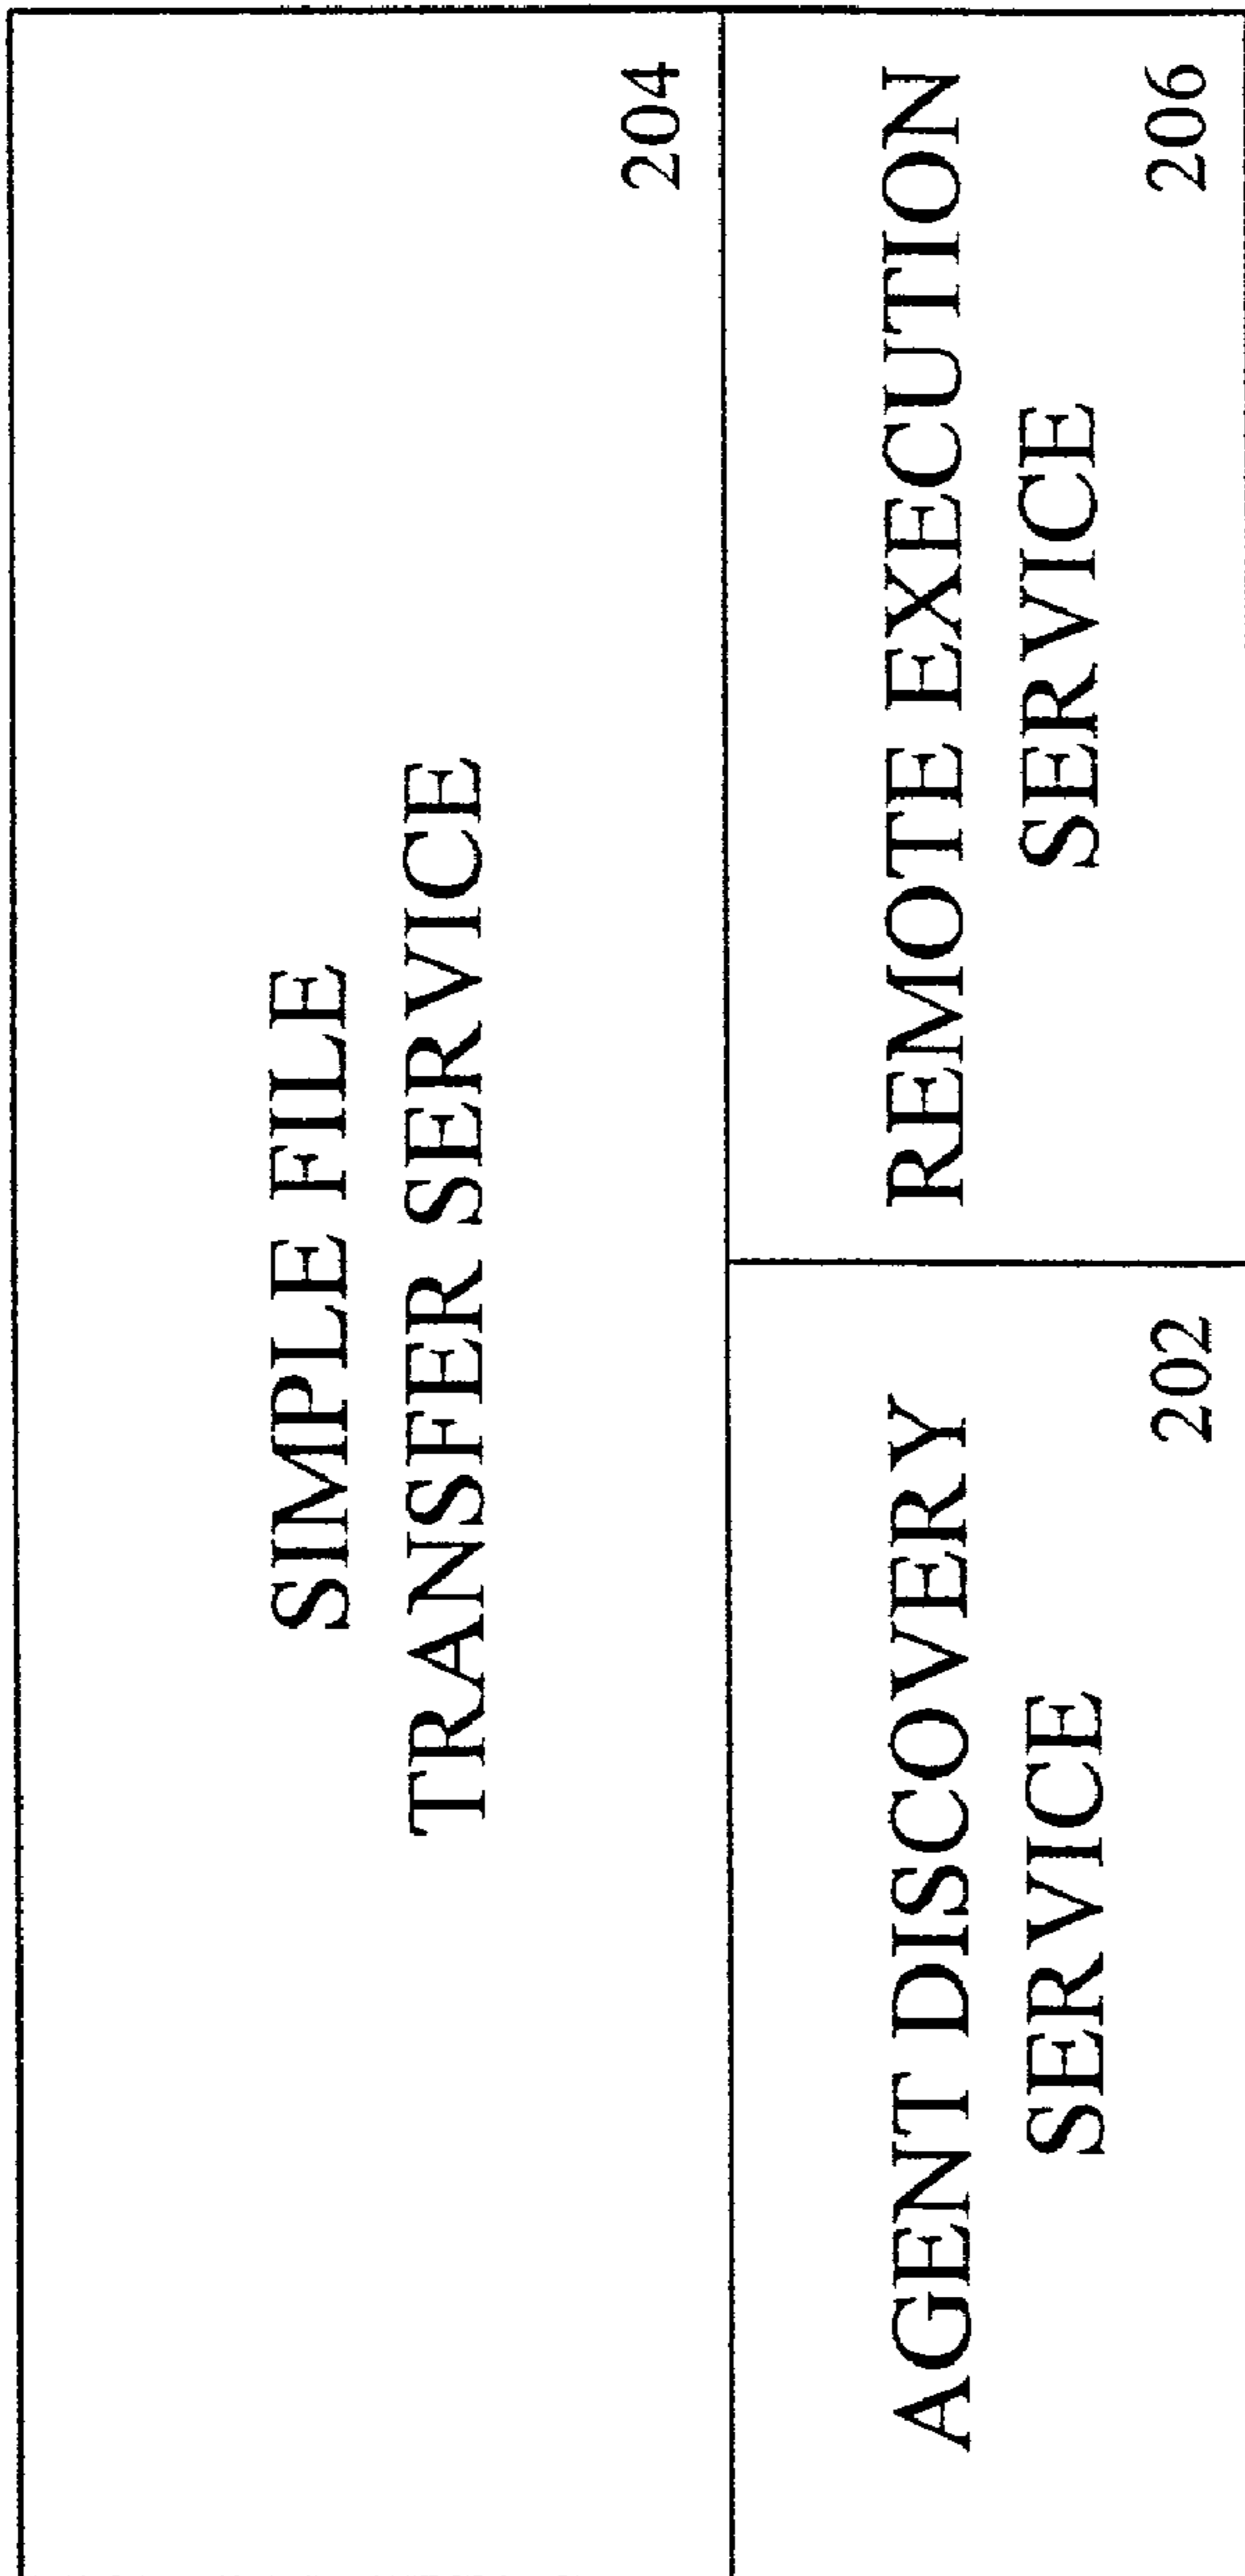 SIMPLE FILE
TRANSFER SERVICE
204
AGENT DISCOVERY
SERVICE
202
REMOTE EXECUTION
SERVICE
206